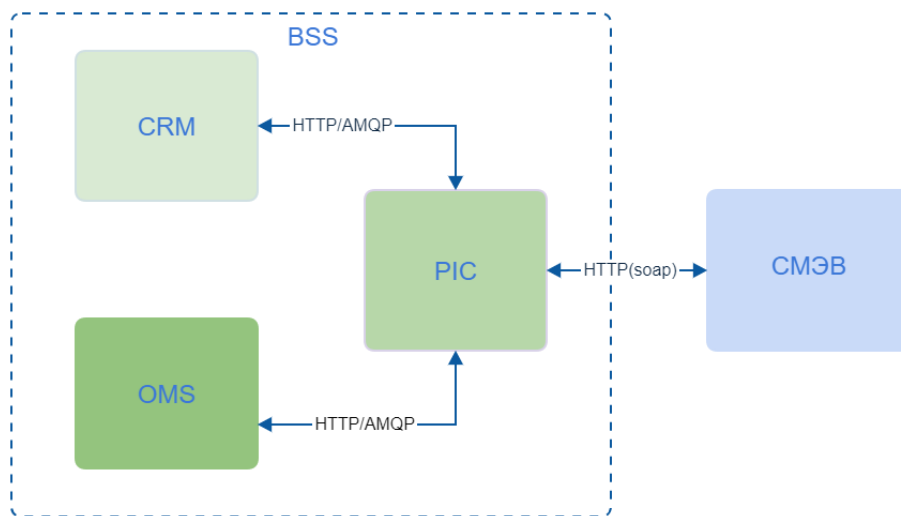 BSS
CRM
HTTP/AMQP
PIC
HTTP(soap)
СМЭВ
OMS
HTTP/AMQP